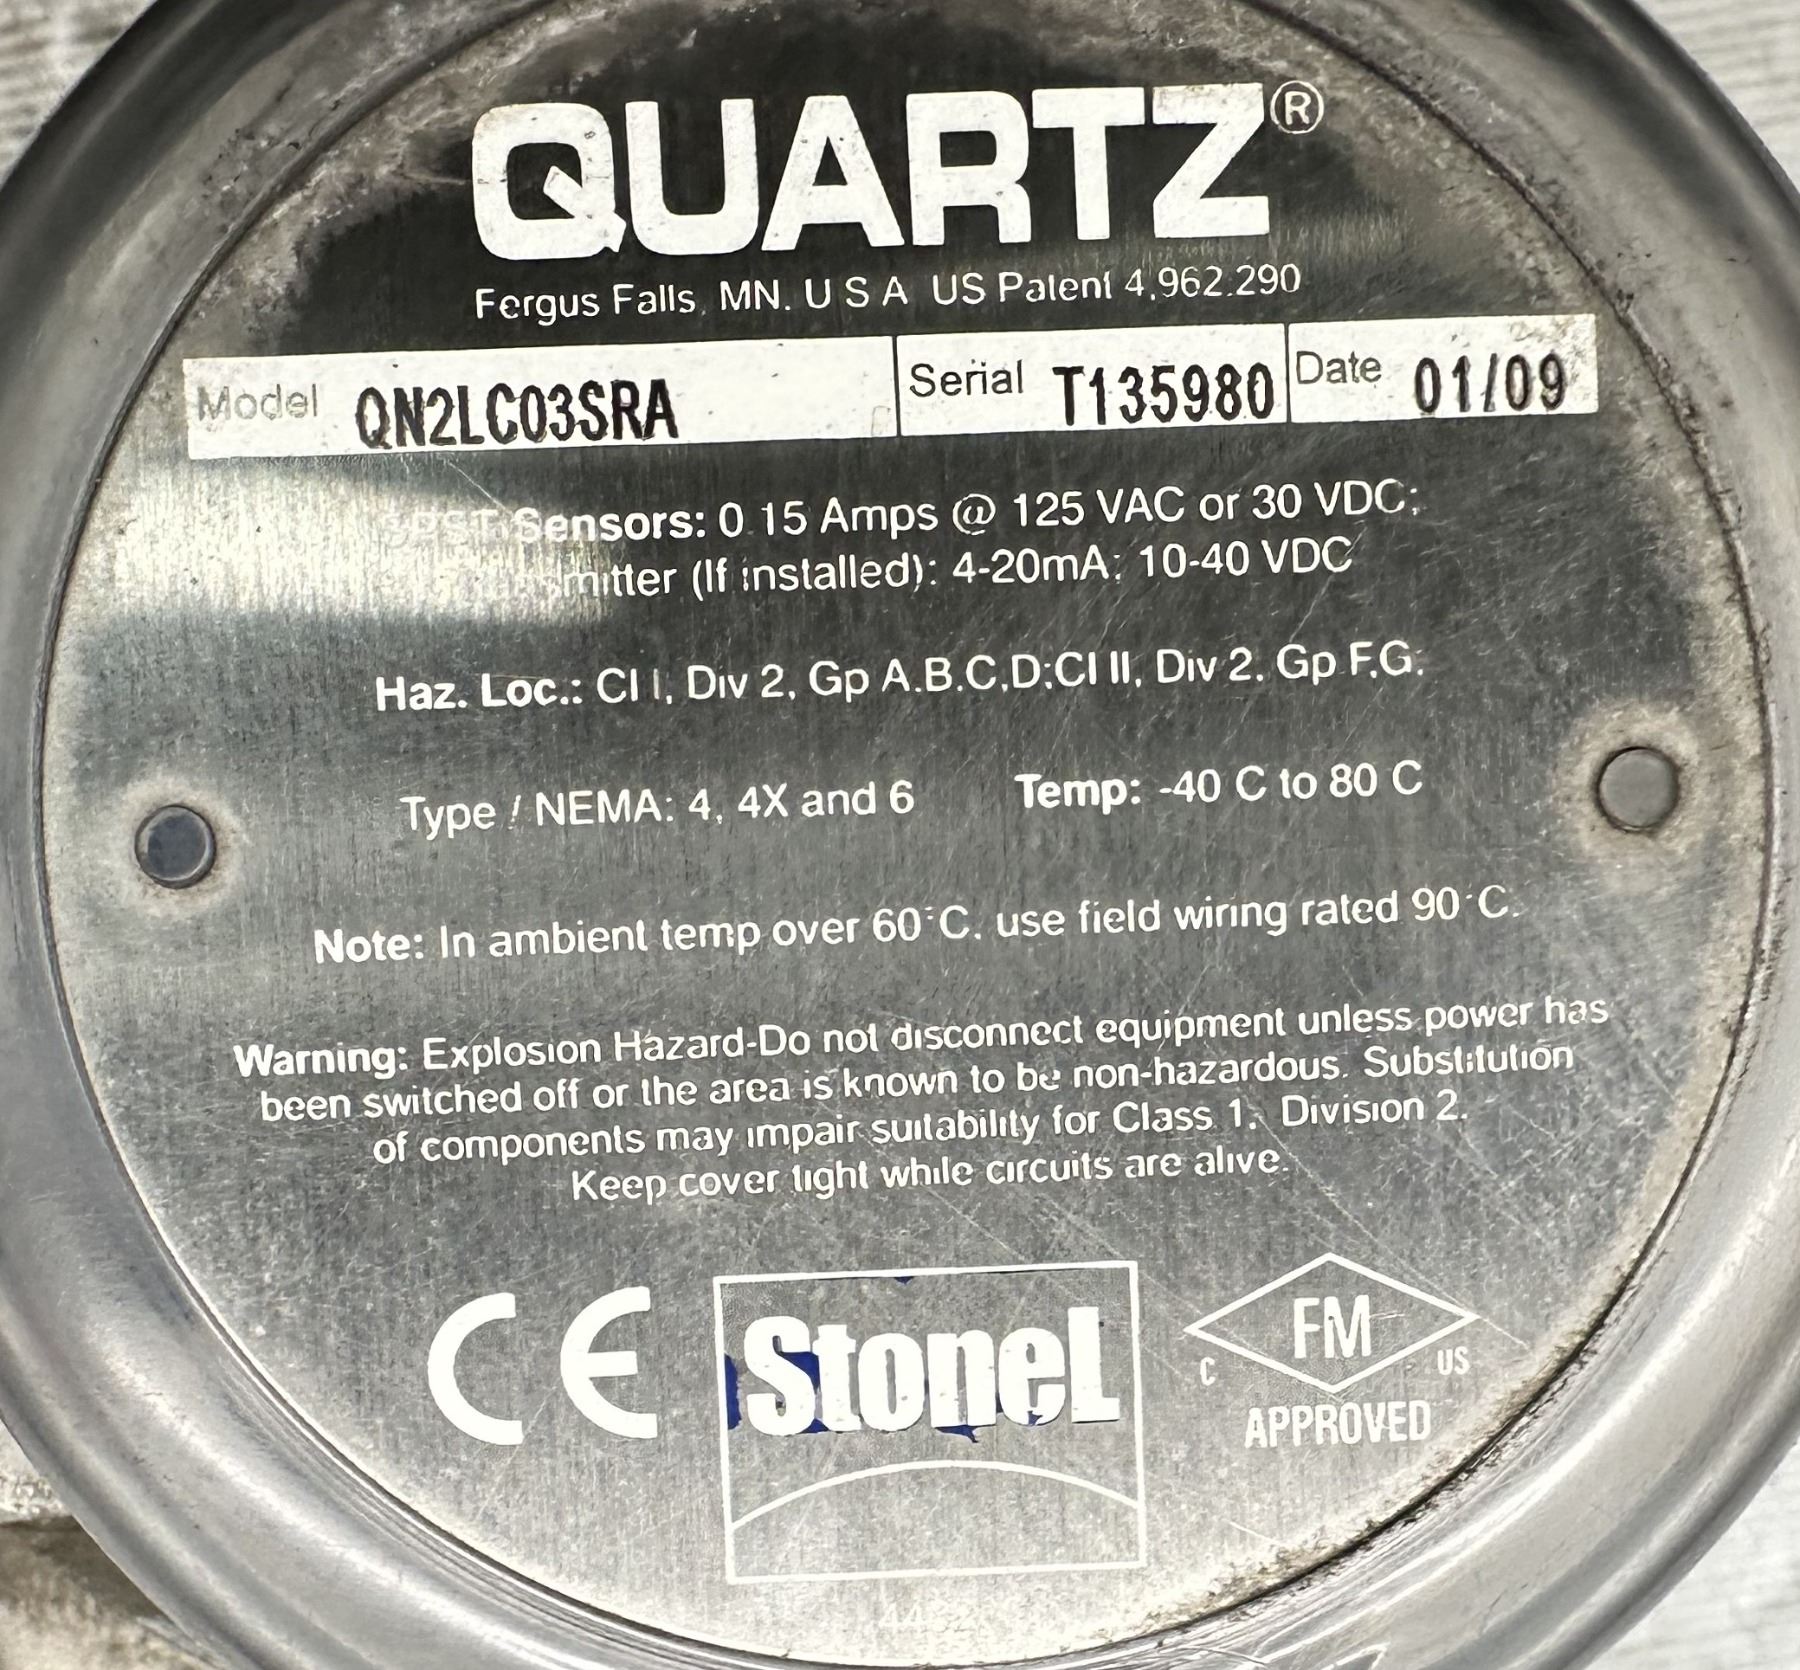 QUARTZ®
Fergus Falls, MN. U S A US Patent 4,962.290
Model QN2LC03SRA Serial T135980 Date 01/09
Sensors: 0 15 Amps @ 125 VAC or 30 VDC;
(If installed): 4-20mA; 10-40 VDC
Haz. Loc.: Cl I, Div 2, Gp A.B.C,D;Cl II, Div 2. Gp F,G.
Type / NEMA: 4, 4X and 6 Temp: -40 C to 80 C
Note: In ambient temp over 60°C. use field wiring rated 90°C.
Warning: Explosion Hazard-Do not disconnect equipment unless power has
been switched off or the area is known to be non-hazardous. Substitution
of components may impair suitability for Class 1, Division 2.
Keep cover tight while circuits are alive.
CE StoneL FM
C US
APPROVED